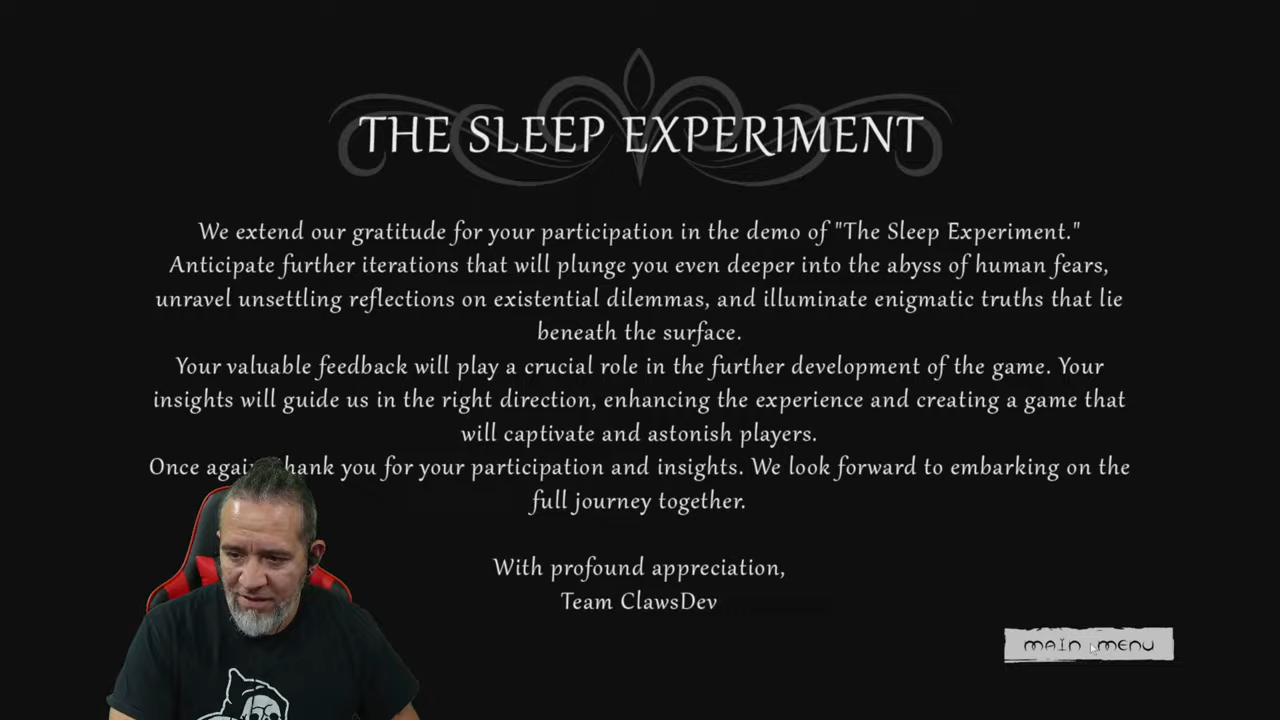 THE SLEEP EXPERIMENT
We extend our gratitude for your participation in the demo of "The Sleep Experiment."
Anticipate further iterations that will plunge you even deeper into the abyss of human fears,
unravel unsettling reflections on existential dilemmas, and illuminate enigmatic truths that lie
beneath the surface.
Your valuable feedback will play a crucial role in the further development of the game. Your
insights will guide us in the right direction, enhancing the experience and creating a game that
will captivate and astonish players.
Once again, thank you for your participation and insights. We look forward to embarking on the
full journey together.
With profound appreciation,
Team ClawsDev
MAIN MENU